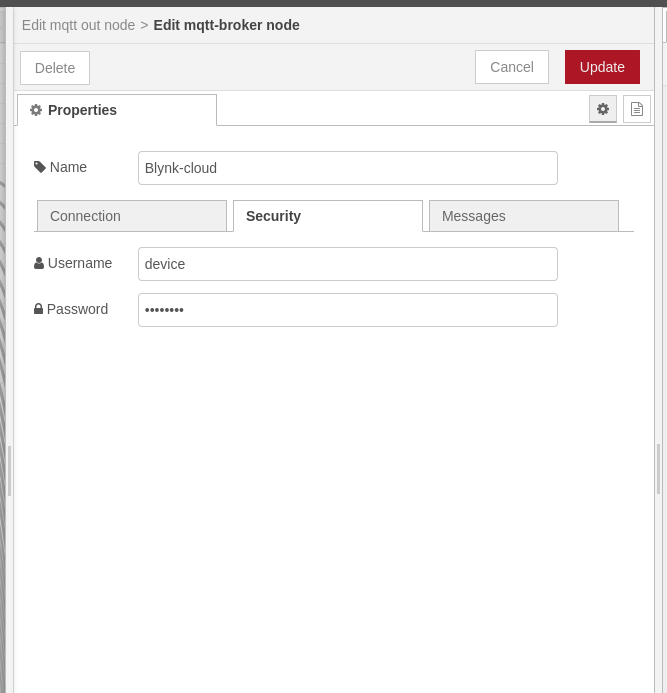 Edit mqtt out node > Edit mqtt-broker node
Delete Cancel Update
Properties
Name Blynk-cloud
Connection Security Messages
Username device
Password ••••••••